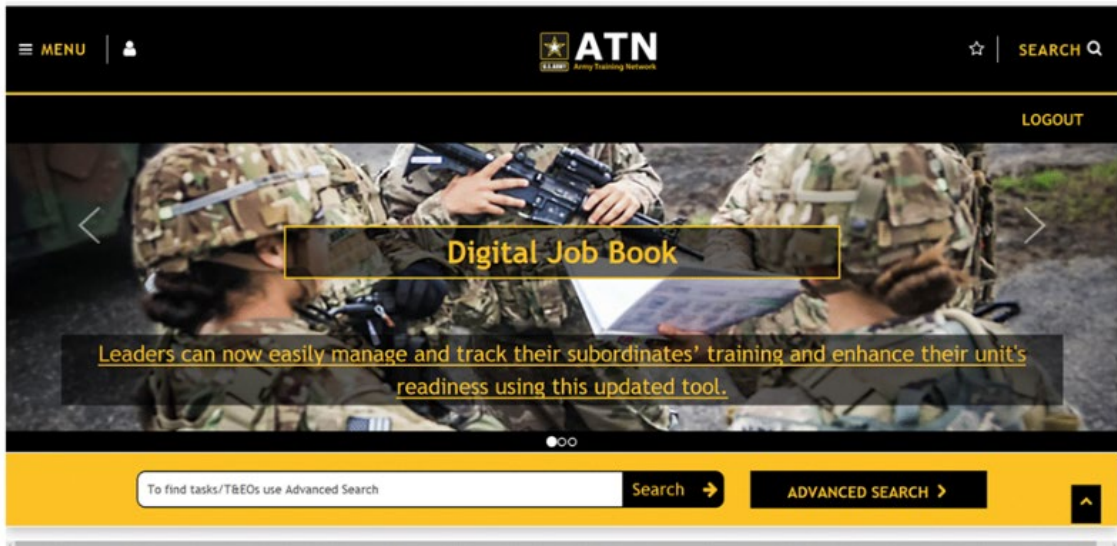 MENU
ATN
U.S. ARMY
Army Training Network
SEARCH
LOGOUT
Digital Job Book
Leaders can now easily manage and track their subordinates' training and enhance their unit's
readiness using this updated tool.
To find tasks/T&EOs use Advanced Search
Search
ADVANCED SEARCH